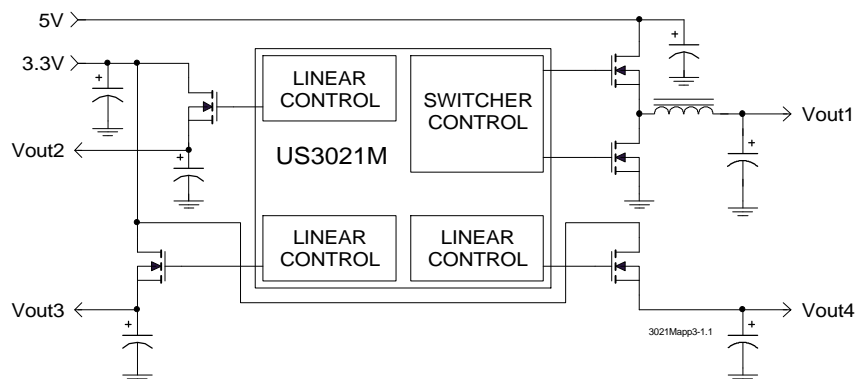 5V
3.3V
LINEAR
CONTROL
SWITCHER
CONTROL
Vout1
Vout2
US3021M
LINEAR
CONTROL
LINEAR
CONTROL
Vout3
Vout4
3021Mapp3-1.1